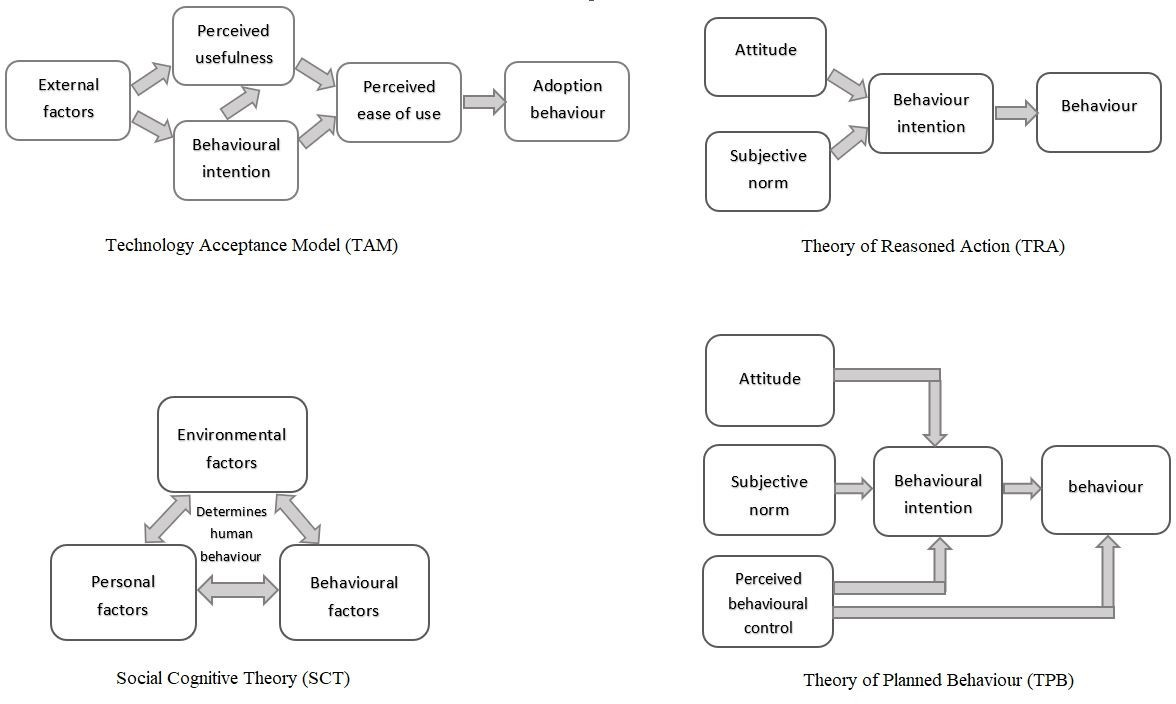 External
factors
Perceived
usefulness
Behavioural
intention
Perceived
ease of use
Adoption
behaviour
Technology Acceptance Model (TAM)
Attitude
Subjective
norm
Behaviour
intention
Behaviour
Theory of Reasoned Action (TRA)
Environmental
factors
Determines
human
behaviour
Personal
factors
Behavioural
factors
Social Cognitive Theory (SCT)
Attitude
Subjective
norm
Perceived
behavioural
control
Behavioural
intention
behaviour
Theory of Planned Behaviour (TPB)